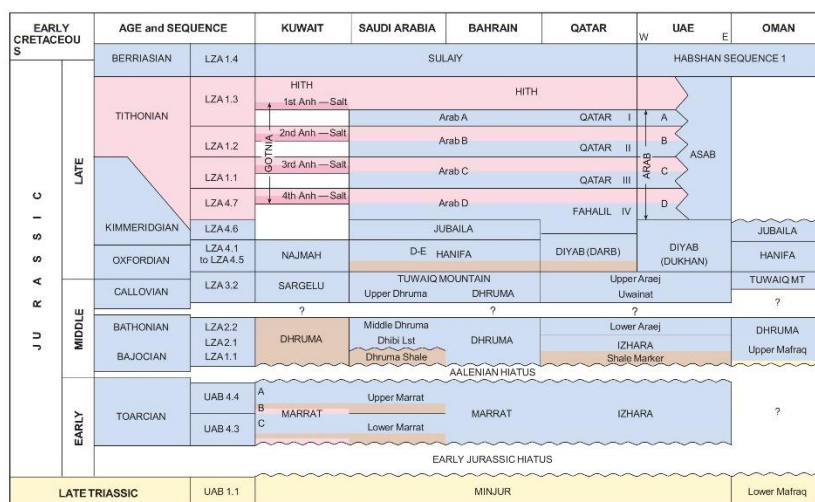 EARLY CRETACEOUS
AGE and SEQUENCE
KUWAIT
SAUDI ARABIA
BAHRAIN
QATAR
UAE
W E
OMAN
BERRIASIAN
LZA 1.4
SULAIY
HABSHAN SEQUENCE 1
JURASSIC
LATE
TITHONIAN
LZA 1.3
HITH
HITH
1st Anh — Salt
Arab A
QATAR I
A
LZA 1.2
2nd Anh — Salt
Arab B
QATAR II
B
GOTNIA
ARAB
ASAB
LZA 1.1
3rd Anh — Salt
Arab C
QATAR III
C
LZA 4.7
4th Anh — Salt
Arab D
FAHALIL IV
D
KIMMERIDGIAN
LZA 4.6
JUBAILA
JUBAILA
OXFORDIAN
LZA 4.1
to LZA 4.5
NAJMAH
D-E HANIFA
DIYAB (DARB)
DIYAB
(DUKHAN)
HANIFA
MIDDLE
CALLOVIAN
LZA 3.2
SARGELU
TUWAIQ MOUNTAIN
Upper Dhruma
DHRUMA
Upper Araej
Uwainat
TUWAIQ MT
? ? ? ?
BATHONIAN
LZA 2.2
DHRUMA
Middle Dhruma
Dhibi Lst
DHRUMA
Lower Araej
DHRUMA
LZA 2.1
IZHARA
BAJOCIAN
LZA 1.1
Dhruma Shale
Shale Marker
Upper Mafraq
AALENIAN HIATUS
EARLY
TOARCIAN
UAB 4.4
A
Upper Marrat
B
MARRAT
MARRAT
IZHARA
?
UAB 4.3
C
Lower Marrat
EARLY JURASSIC HIATUS
LATE TRIASSIC
UAB 1.1
MINJUR
Lower Mafraq